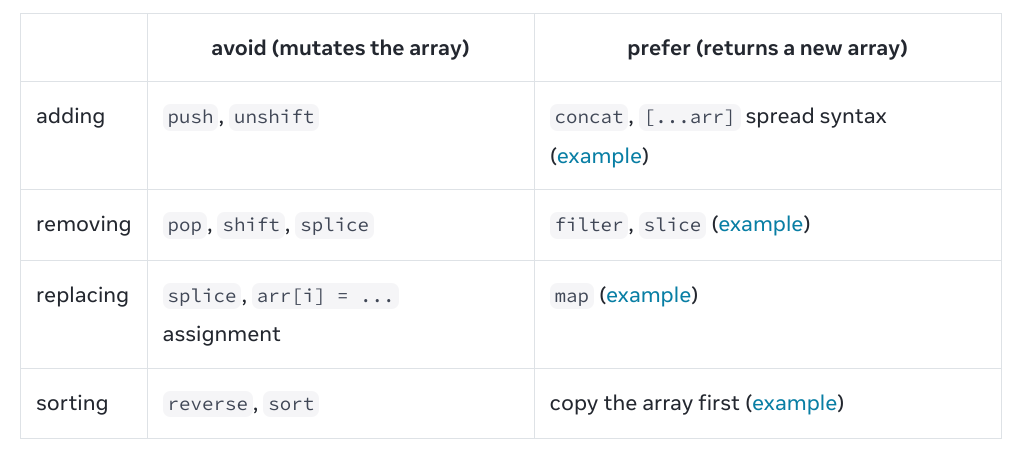 avoid (mutates the array) prefer (returns a new array)
adding push, unshift concat, [...arr] spread syntax
(example)
removing pop, shift, splice filter, slice (example)
replacing splice, arr[i] = ... map (example)
assignment
sorting reverse, sort copy the array first (example)